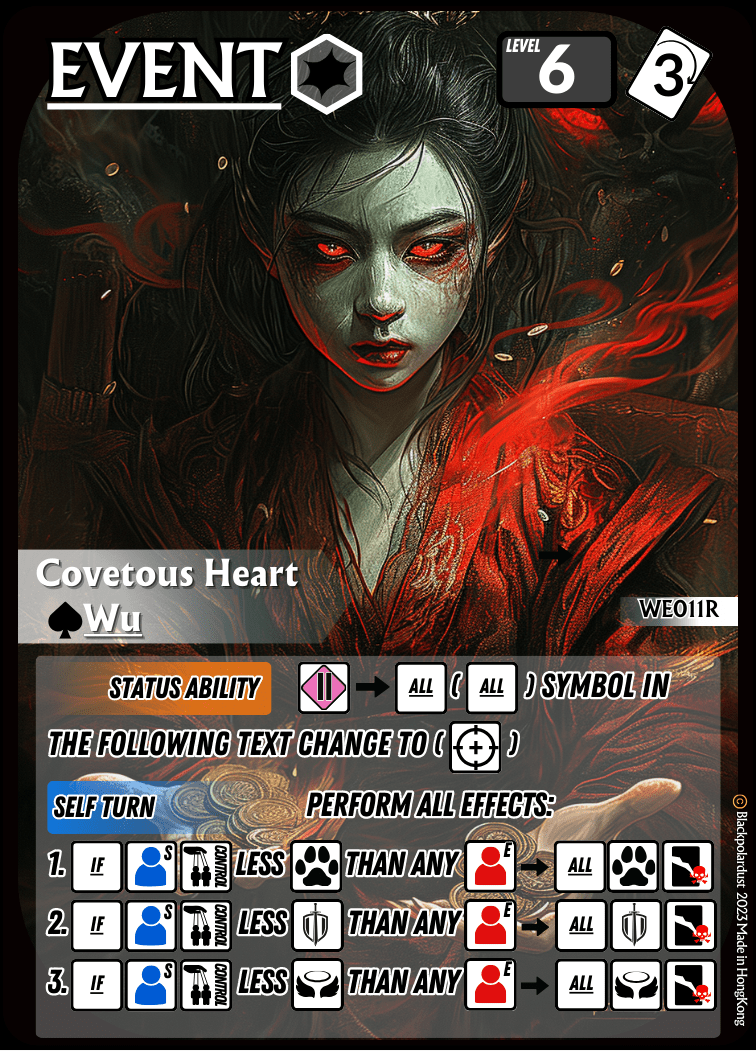 EVENT
LEVEL
6
3
Covetous Heart
Wu
WE011R
STATUS ABILITY ALL ( ALL ) SYMBOL IN
THE FOLLOWING TEXT CHANGE TO ( )
SELF TURN PERFORM ALL EFFECTS:
1. IF S CONTROL LESS THAN ANY E ALL
2. IF S CONTROL LESS THAN ANY E ALL
3. IF S CONTROL LESS THAN ANY E ALL
© Blackpolardust 2023 Made in HongKong